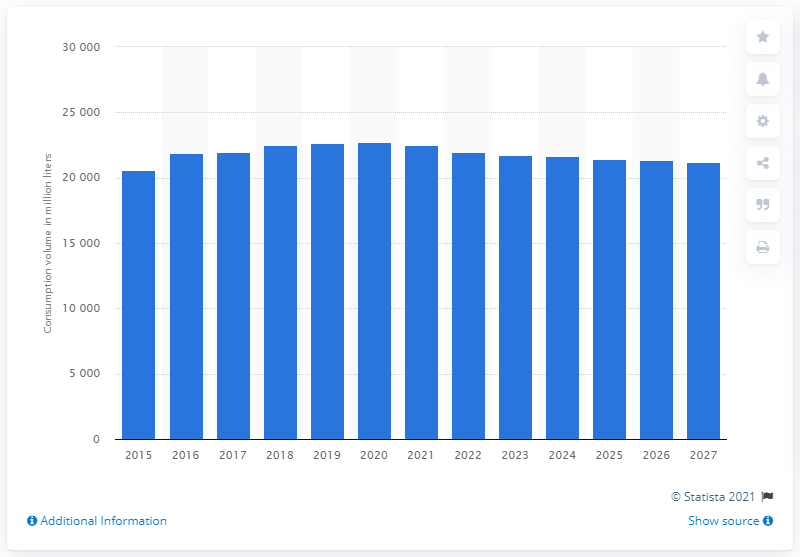 30 000
25 000
20 000
15 000
10 000
5 000
0
Consumption volume in million liters
2015 2016 2017 2018 2019 2020 2021 2022 2023 2024 2025 2026 2027
© Statista 2021
Additional Information
Show source